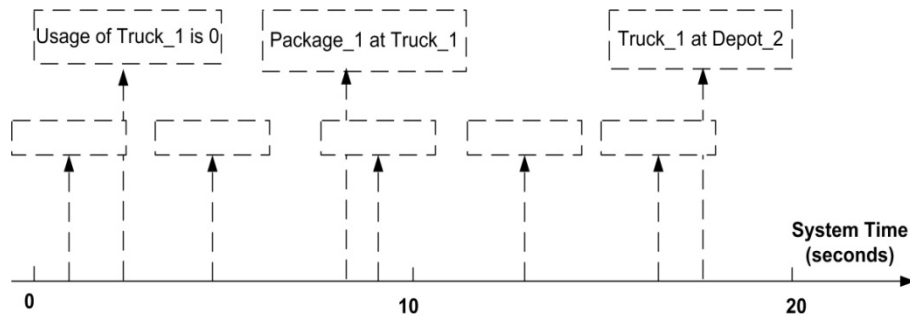 Usage of Truck_1 is 0
Package_1 at Truck_1
Truck_1 at Depot_2
System Time
(seconds)
0
10
20